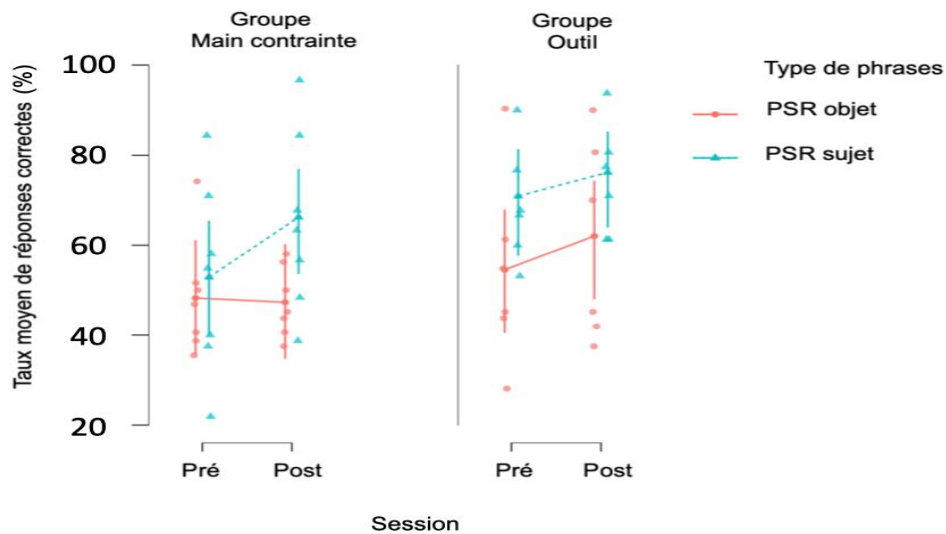 Groupe
Main contrainte
Groupe
Outil
Type de phrases
PSR objet
PSR sujet
Taux moyen de réponses correctes (%)
100
80
60
40
20
Pré
Post
Pré
Post
Session